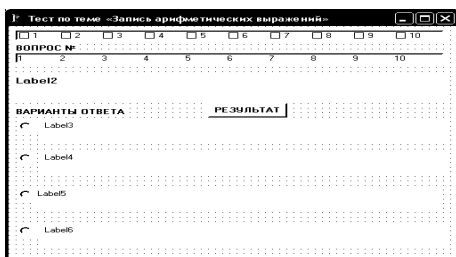 Тест по теме «Запись арифметических выражений»
1 2 3 4 5 6 7 8 9 10
ВОПРОС №
1 2 3 4 5 6 7 8 9 10
Label2
ВАРИАНТЫ ОТВЕТА РЕЗУЛЬТАТ
Label3
Label4
Label5
Label6